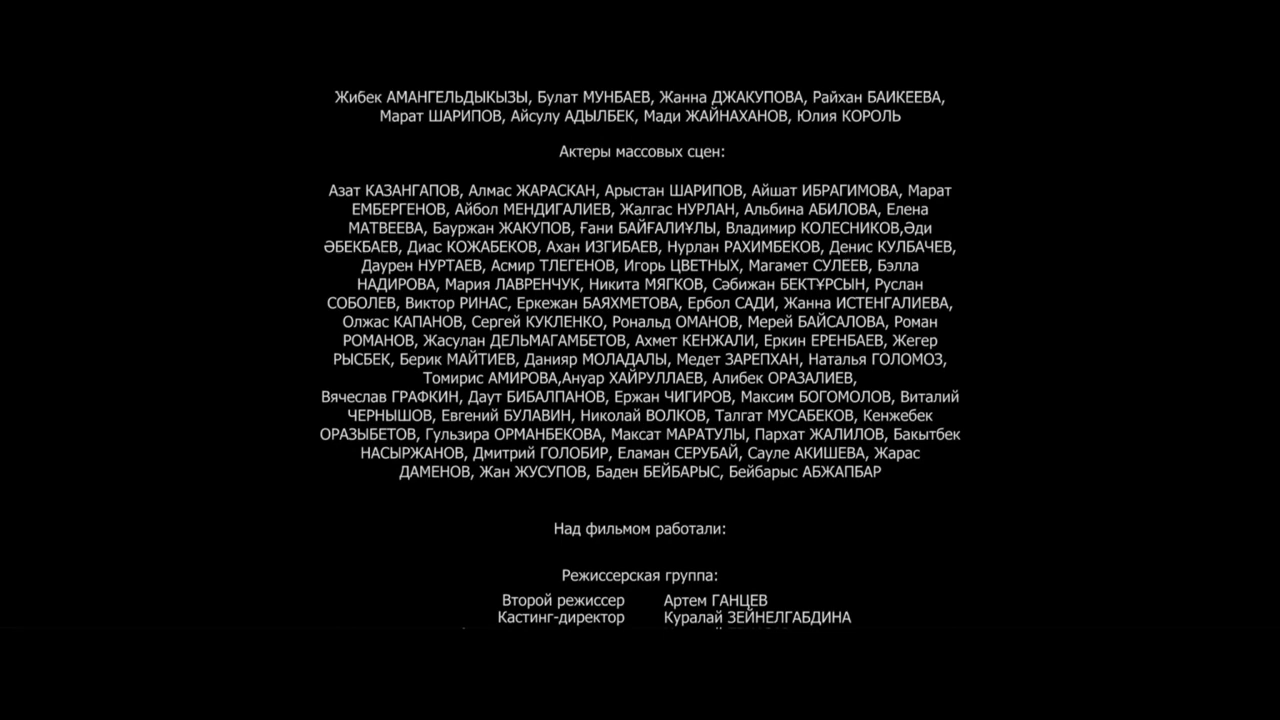 Жибек АМАНГЕЛЬДЫКЫЗЫ, Булат МУНБАЕВ, Жанна ДЖАКУПОВА, Райхан БАИКЕЕВА,
Марат ШАРИПОВ, Айсулу АДЫЛБЕК, Мади ЖАЙНАХАНОВ, Юлия КОРОЛЬ
Актеры массовых сцен:
Азат КАЗАНГАПОВ, Алмас ЖАРАСКАН, Арыстан ШАРИПОВ, Айшат ИБРАГИМОВА, Марат
ЕМБЕРГЕНОВ, Айбол МЕНДИГАЛИЕВ, Жалгас НУРЛАН, Альбина АБИЛОВА, Елена
МАТВЕЕВА, Бауржан ЖАКУПОВ, Ғани БАЙҒАЛИҰЛЫ, Владимир КОЛЕСНИКОВ,Әди
ӘБЕКБАЕВ, Диас КОЖАБЕКОВ, Ахан ИЗГИБАЕВ, Нурлан РАХИМБЕКОВ, Денис КУЛБАЧЕВ,
Даурен НУРТАЕВ, Асмир ТЛЕГЕНОВ, Игорь ЦВЕТНЫХ, Магамет СУЛЕЕВ, Бэлла
НАДИРОВА, Мария ЛАВРЕНЧУК, Никита МЯГКОВ, Сәбижан БЕКТҰРСЫН, Руслан
СОБОЛЕВ, Виктор РИНАС, Еркежан БАЯХМЕТОВА, Ербол САДИ, Жанна ИСТЕНГАЛИЕВА,
Олжас КАПАНОВ, Сергей КУКЛЕНКО, Рональд ОМАНОВ, Мерей БАЙСАЛОВА, Роман
РОМАНОВ, Жасулан ДЕЛЬМАГАМБЕТОВ, Ахмет КЕНЖАЛИ, Еркин ЕРЕНБАЕВ, Жегер
РЫСБЕК, Берик МАЙТИЕВ, Данияр МОЛАДАЛЫ, Медет ЗАРЕПХАН, Наталья ГОЛОМОЗ,
Томирис АМИРОВА,Ануар ХАЙРУЛЛАЕВ, Алибек ОРАЗАЛИЕВ,
Вячеслав ГРАФКИН, Даут БИБАЛПАНОВ, Ержан ЧИГИРОВ, Максим БОГОМОЛОВ, Виталий
ЧЕРНЫШОВ, Евгений БУЛАВИН, Николай ВОЛКОВ, Талгат МУСАБЕКОВ, Кенжебек
ОРАЗЫБЕТОВ, Гульзира ОРМАНБЕКОВА, Максат МАРАТУЛЫ, Пархат ЖАЛИЛОВ, Бакытбек
НАСЫРЖАНОВ, Дмитрий ГОЛОБИР, Еламан СЕРУБАЙ, Сауле АКИШЕВА, Жарас
ДАМЕНОВ, Жан ЖУСУПОВ, Баден БЕЙБАРЫС, Бейбарыс АБЖАПБАР
Над фильмом работали:
Режиссерская группа:
Второй режиссер Артем ГАНЦЕВ
Кастинг-директор Куралай ЗЕЙНЕЛГАБДИНА